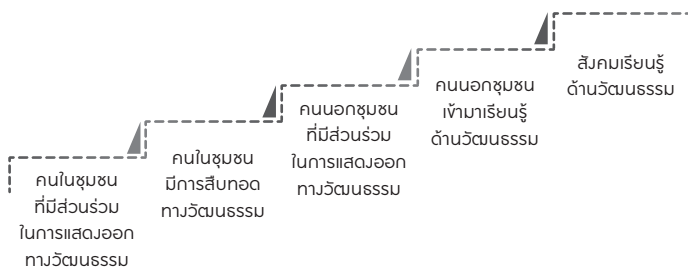 คนในชุมชน
ที่มีส่วนร่วม
ในการแสดงออก
ทางวัฒนธรรม
คนในชุมชน
มีการสืบทอด
ทางวัฒนธรรม
คนนอกชุมชน
ที่มีส่วนร่วม
ในการแสดงออก
ทางวัฒนธรรม
คนนอกชุมชน
เข้ามาเรียนรู้
ด้านวัฒนธรรม
สังคมเรียนรู้
ด้านวัฒนธรรม